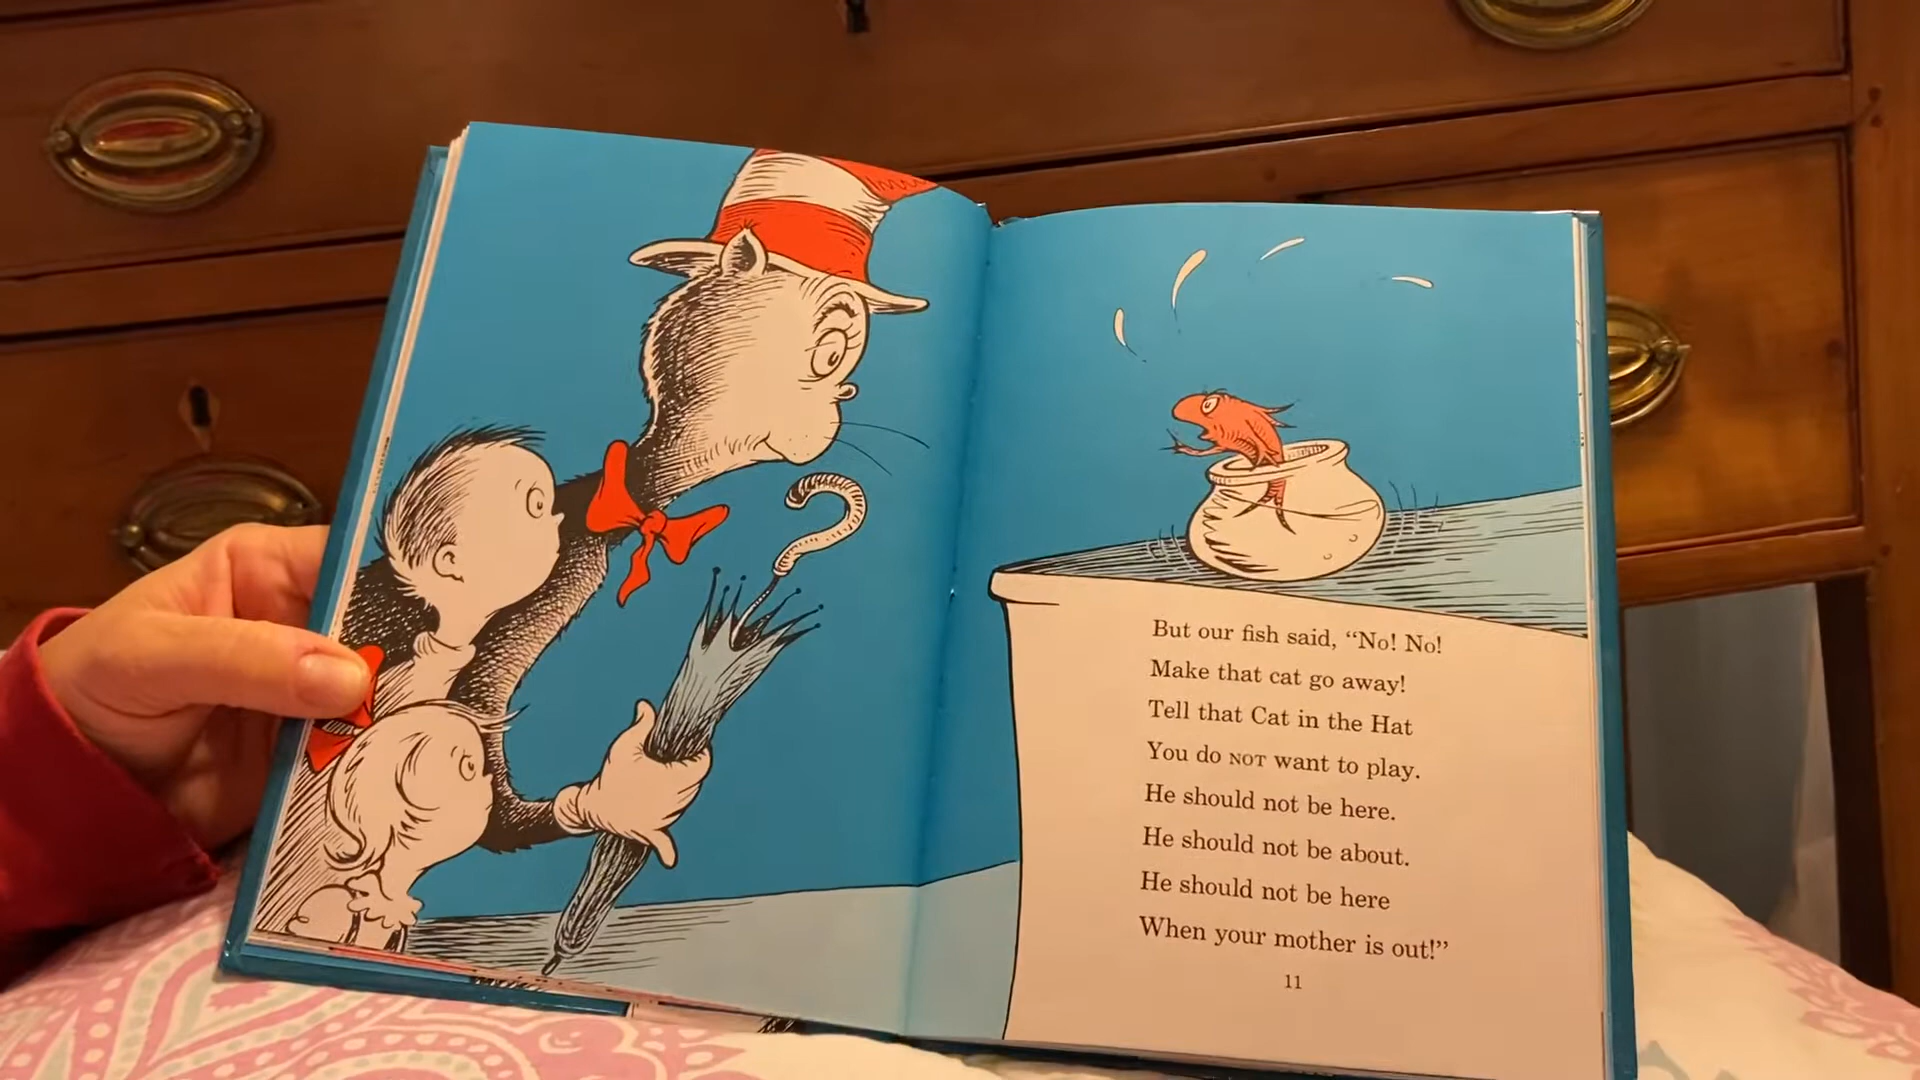 But our fish said, “No! No!
Make that cat go away!
Tell that Cat in the Hat
You do NOT want to play.
He should not be here.
He should not be about.
He should not be here
When your mother is out!”
11